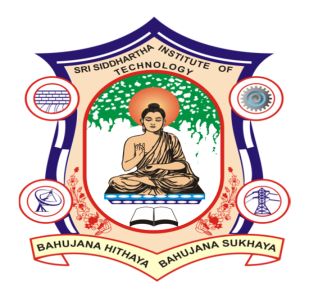 SRI SIDDHARTHA INSTITUTE OF
TECHNOLOGY
BAHUJANA HITHAYA BAHUJANA SUKHAYA